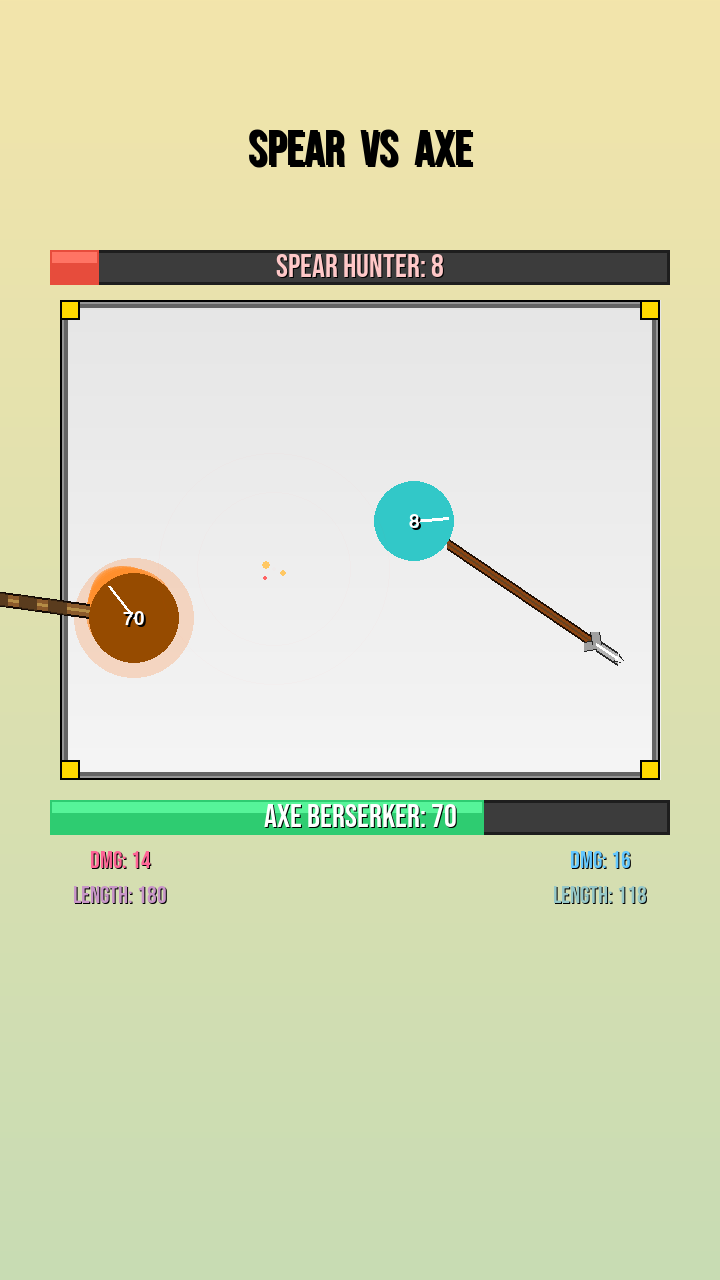 SPEAR VS AXE
SPEAR HUNTER: 8
8
70
AXE BERSERKER: 70
DMG: 14
DMG: 16
LENGTH: 180
LENGTH: 118